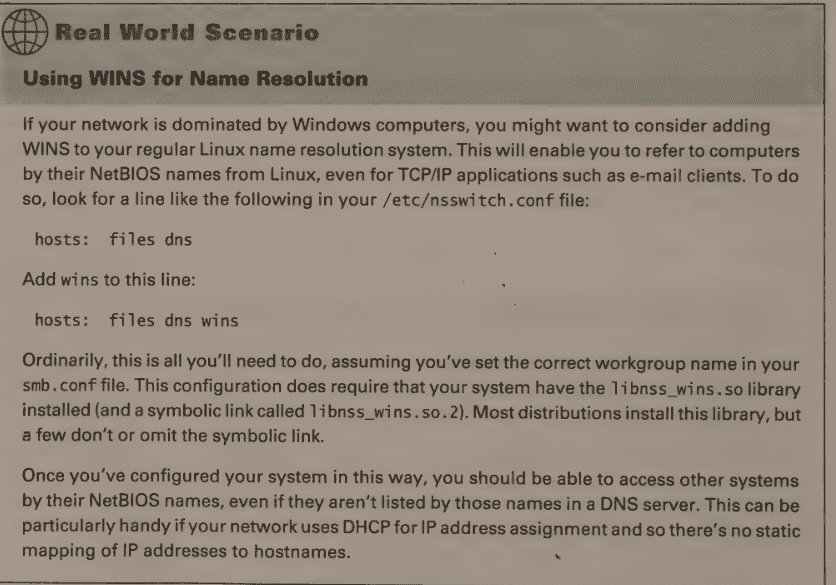 Real World Scenario
Using WINS for Name Resolution
If your network is dominated by Windows computers, you might want to consider adding
WINS to your regular Linux name resolution system. This will enable you to refer to computers
by their NetBIOS names from Linux, even for TCP/IP applications such as e-mail clients. To do
so, look for a line like the following in your /etc/nsswitch.conf file:
hosts: files dns
Add wins to this line:
hosts: files dns wins
Ordinarily, this is all you'll need to do, assuming you've set the correct workgroup name in your
smb.conf file. This configuration does require that your system have the libnss_wins.so library
installed (and a symbolic link called libnss_wins.so.2). Most distributions install this library, but
a few don't or omit the symbolic link.
Once you've configured your system in this way, you should be able to access other systems
by their NetBIOS names, even if they aren't listed by those names in a DNS server. This can be
particularly handy if your network uses DHCP for IP address assignment and so there's no static
mapping of IP addresses to hostnames.